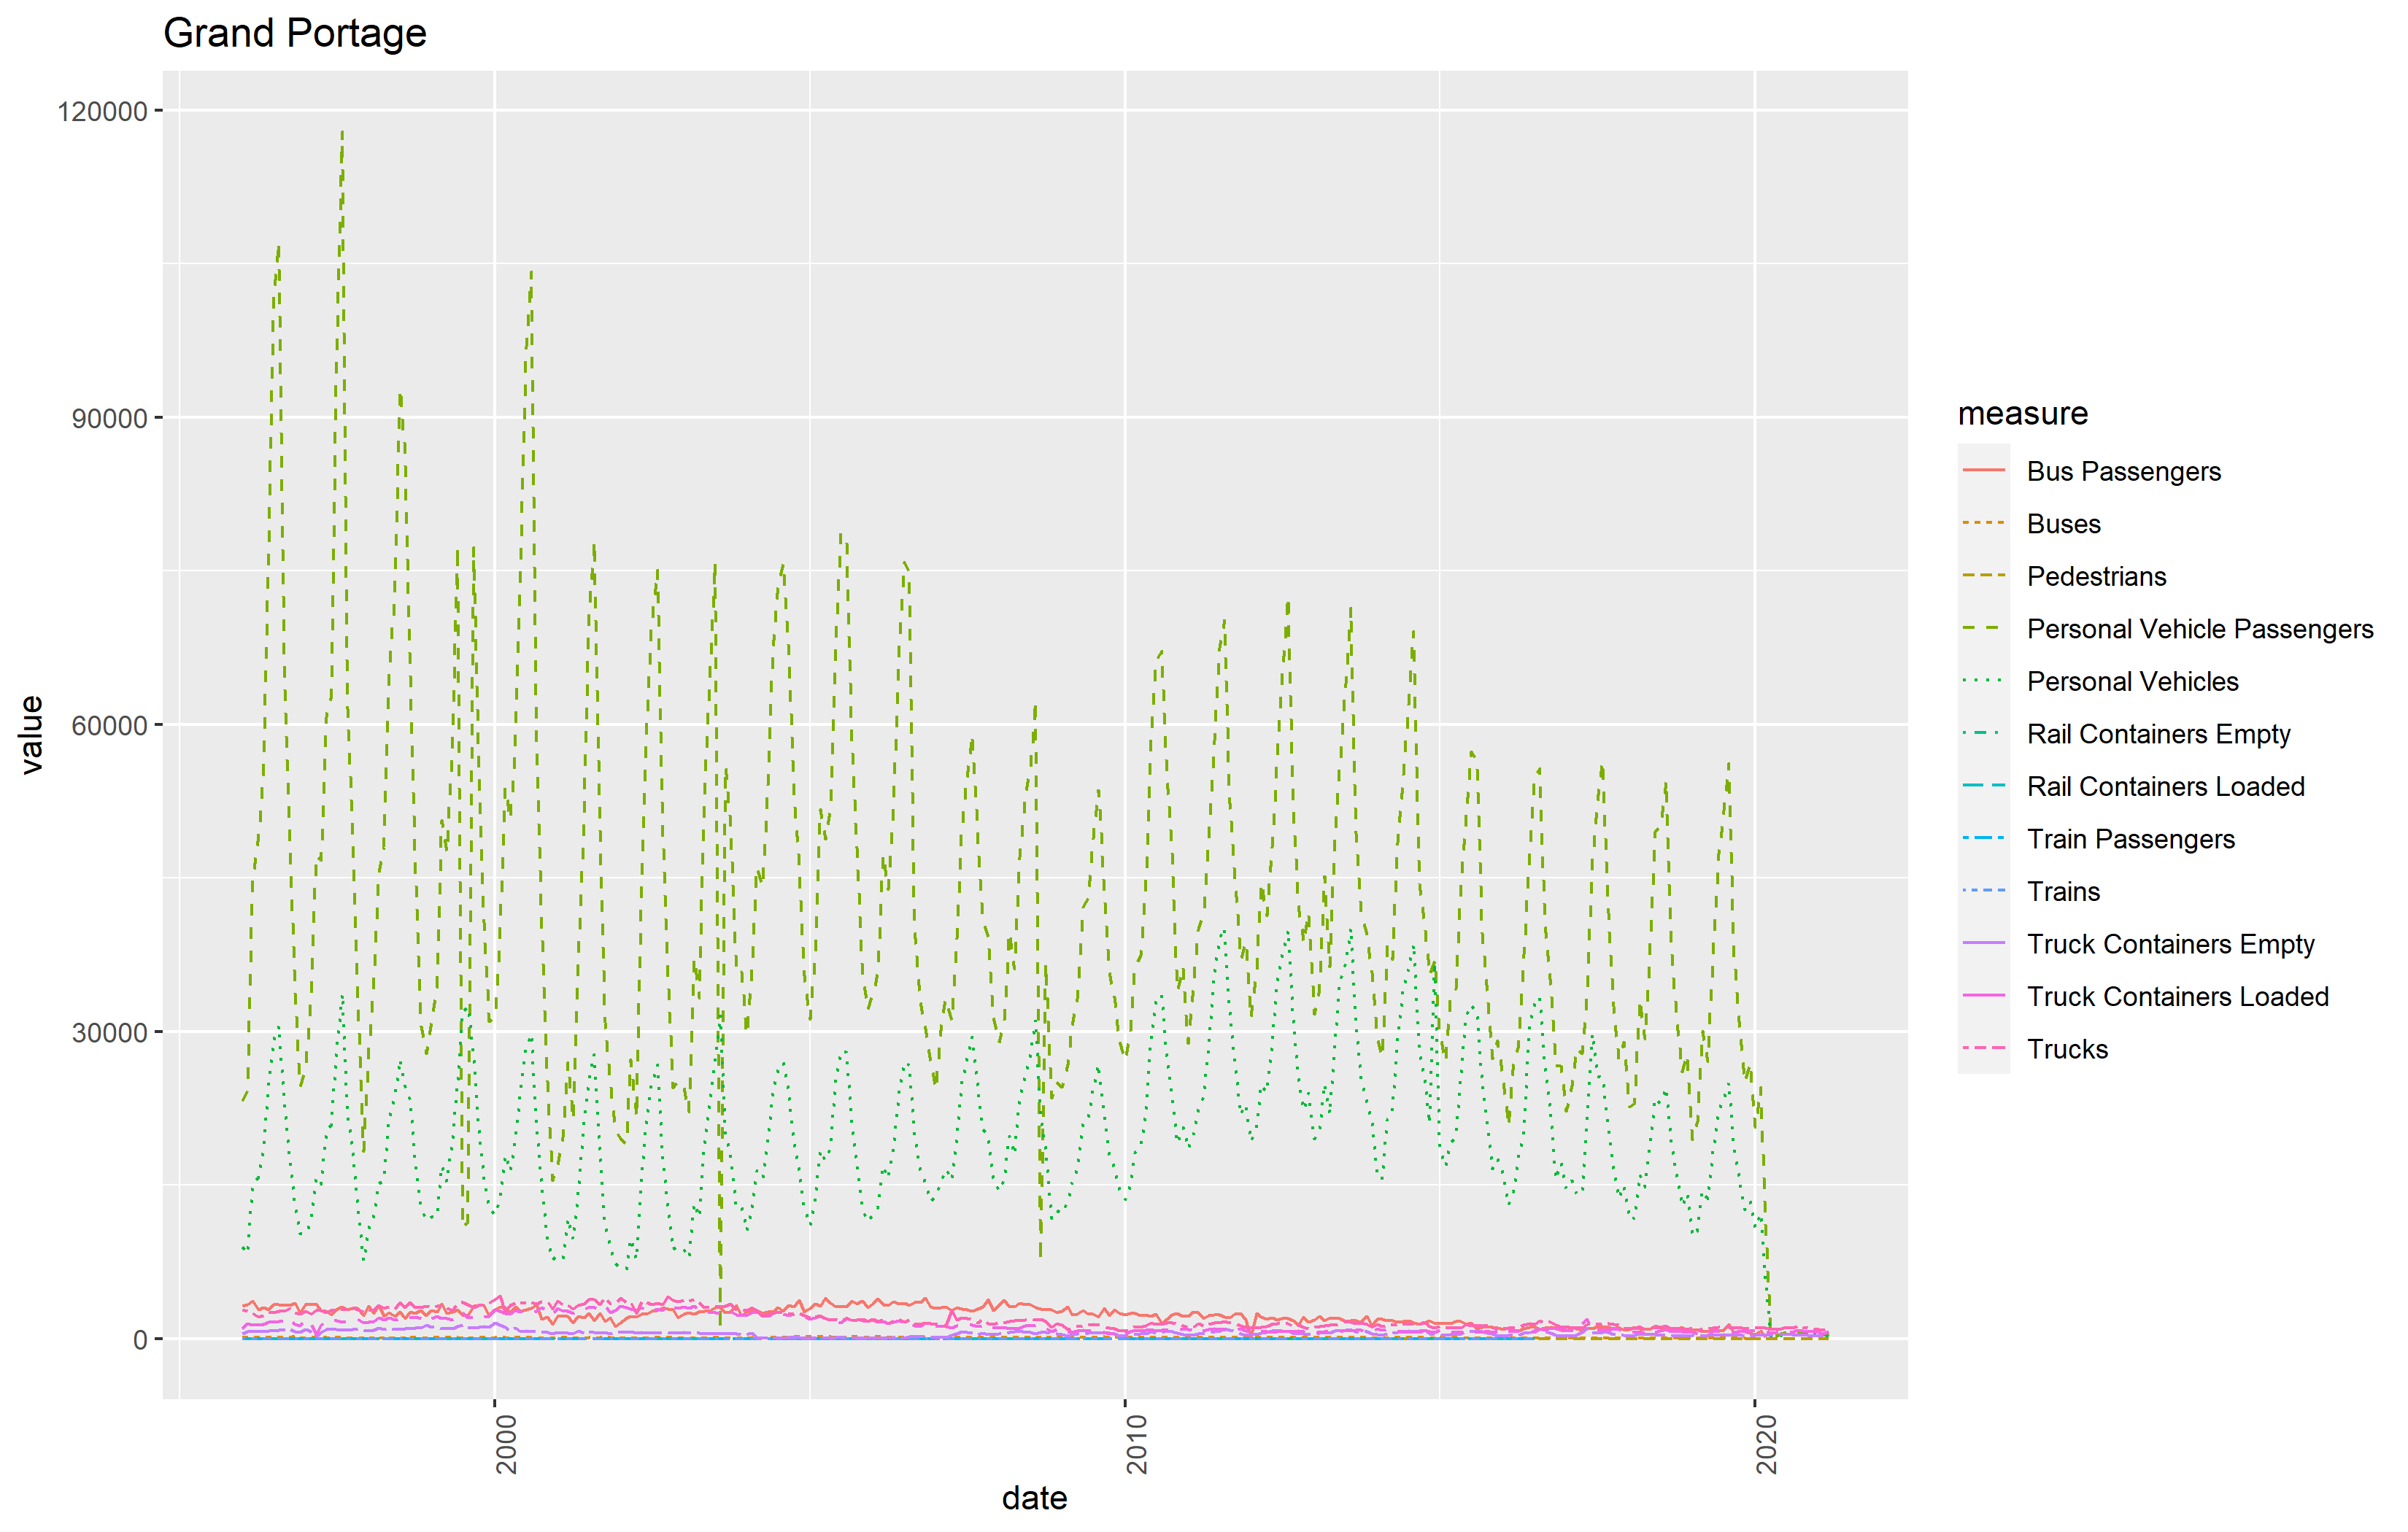 Grand Portage
120000
90000
60000
30000
0
value
2000
2010
2020
date
measure
Bus Passengers
Buses
Pedestrians
Personal Vehicle Passengers
Personal Vehicles
Rail Containers Empty
Rail Containers Loaded
Train Passengers
Trains
Truck Containers Empty
Truck Containers Loaded
Trucks